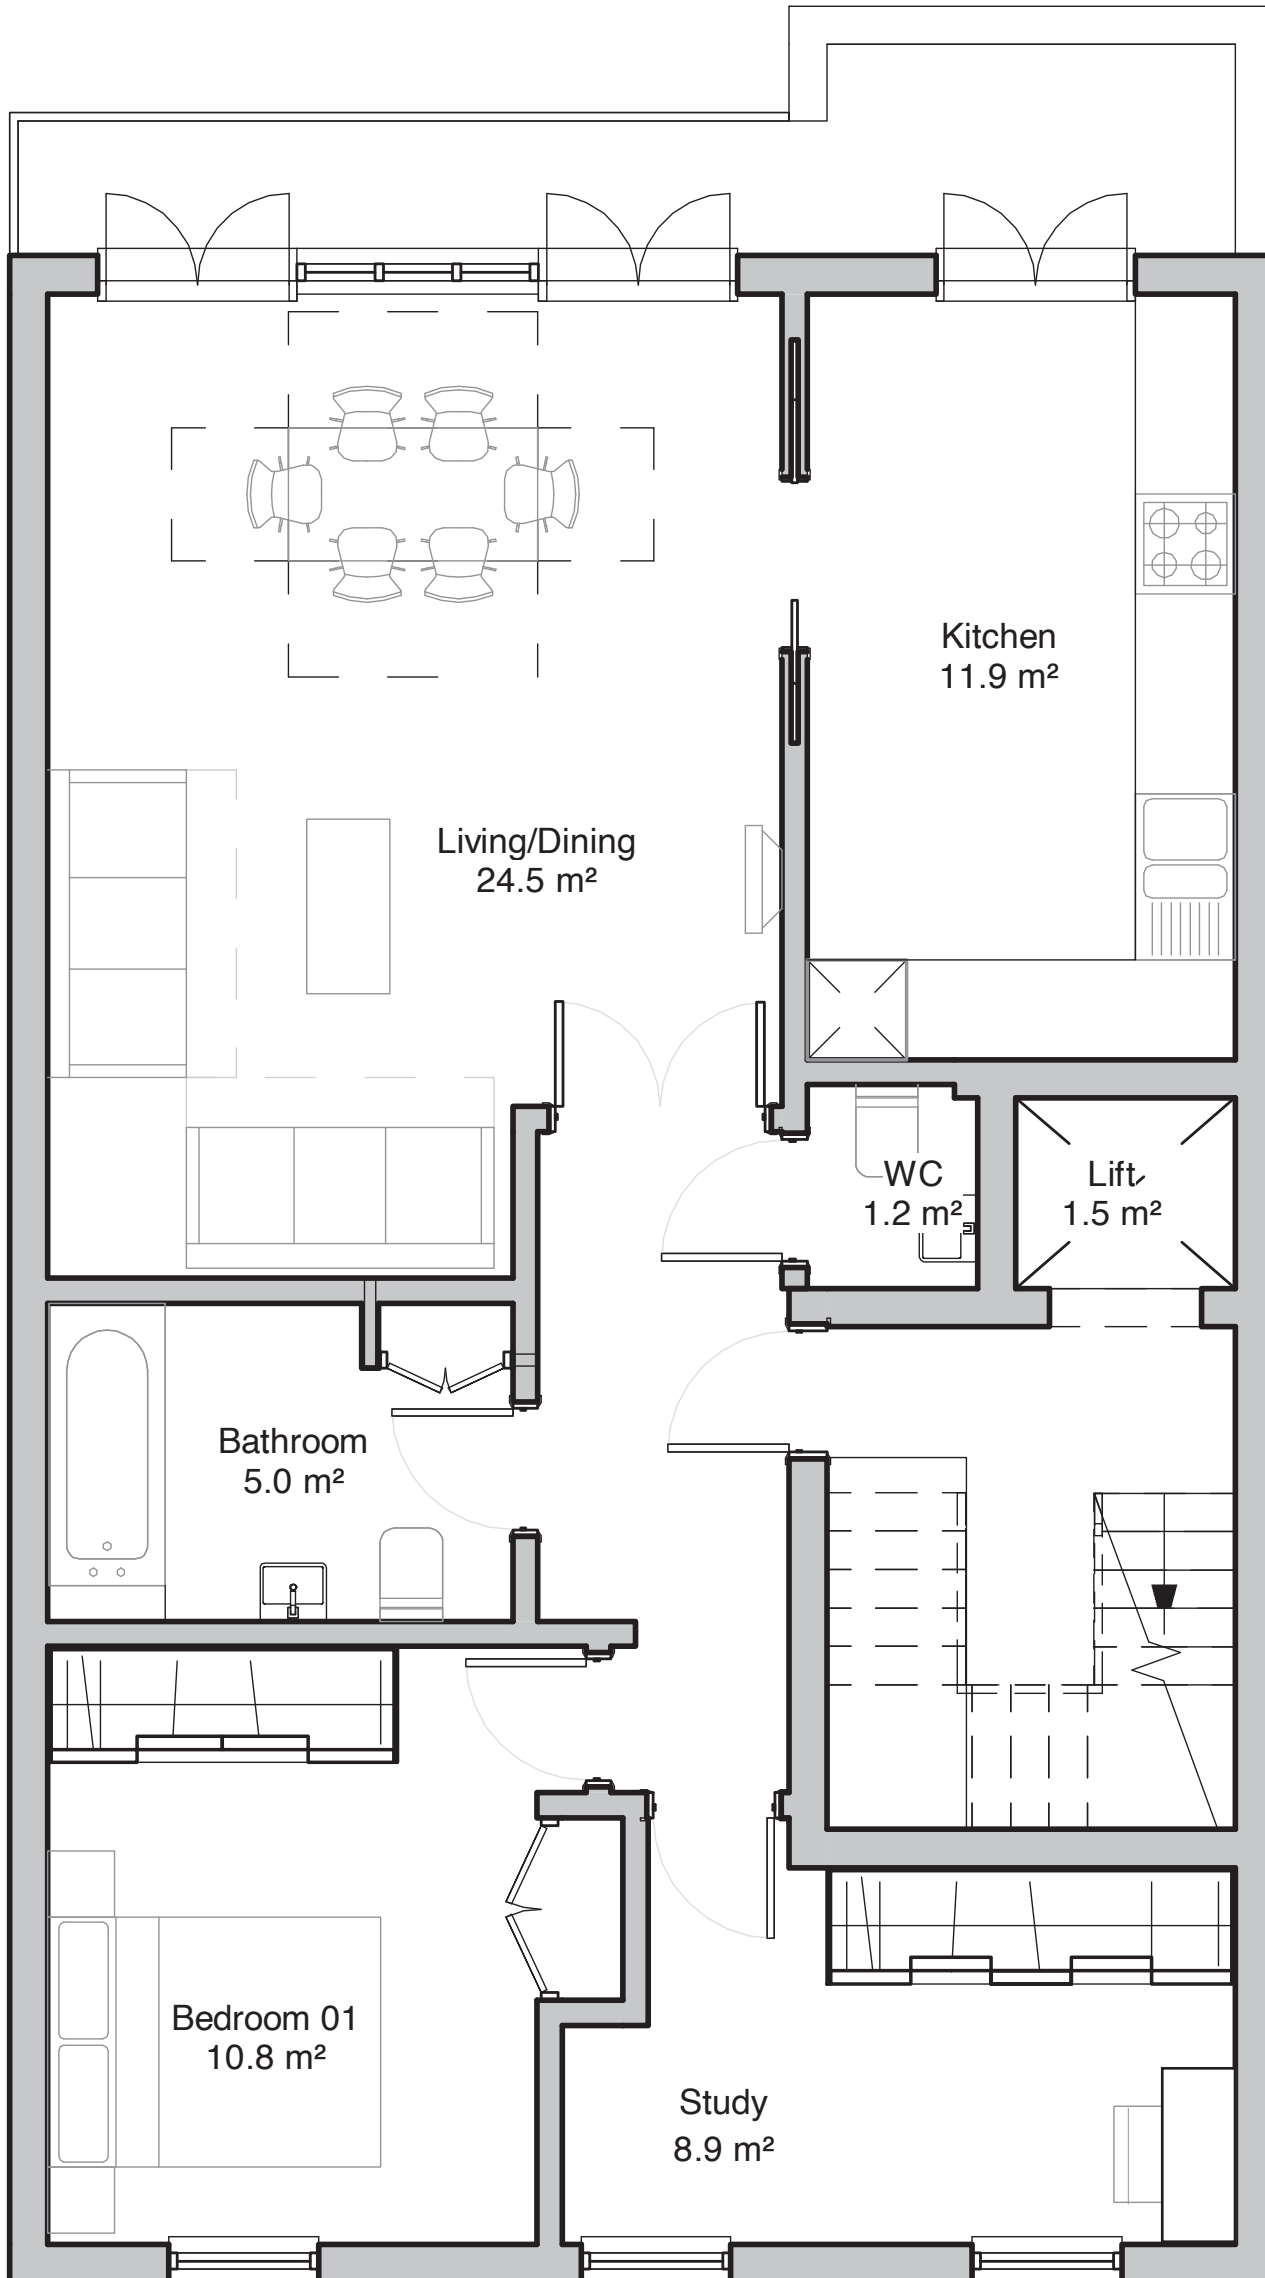 Kitchen
11.9 m²
Living/Dining
24.5 m²
WC
1.2 m²
Lift
1.5 m²
Bathroom
5.0 m²
Bedroom 01
10.8 m²
Study
8.9 m²